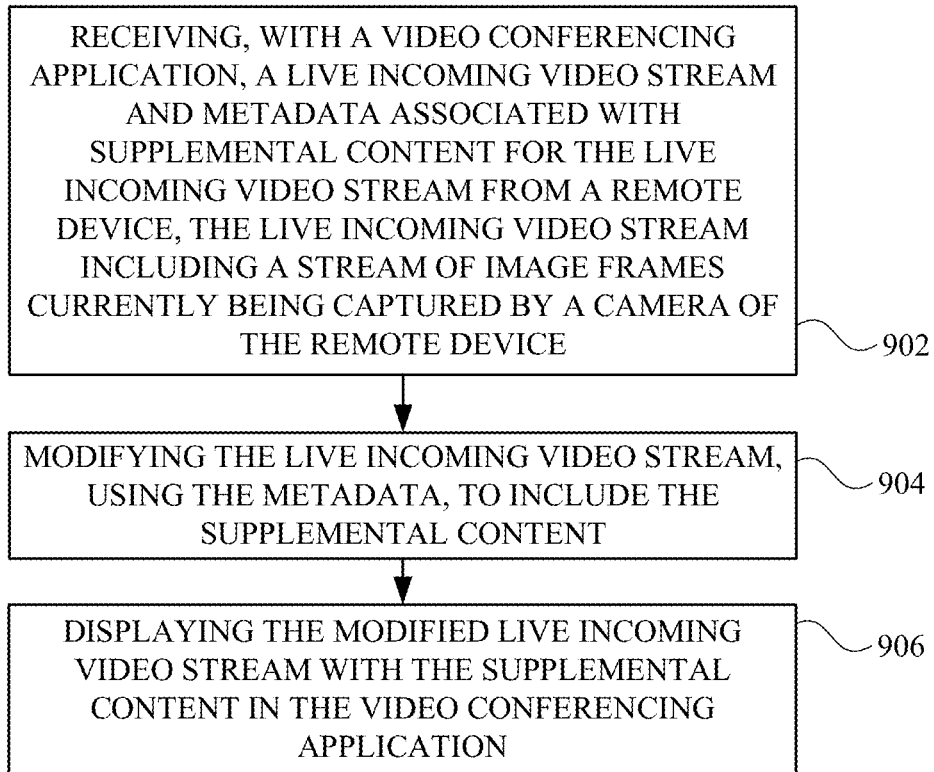 RECEIVING, WITH A VIDEO CONFERENCING
APPLICATION, A LIVE INCOMING VIDEO STREAM
AND METADATA ASSOCIATED WITH
SUPPLEMENTAL CONTENT FOR THE LIVE
INCOMING VIDEO STREAM FROM A REMOTE
DEVICE, THE LIVE INCOMING VIDEO STREAM
INCLUDING A STREAM OF IMAGE FRAMES
CURRENTLY BEING CAPTURED BY A CAMERA OF
THE REMOTE DEVICE
902
MODIFYING THE LIVE INCOMING VIDEO STREAM,
USING THE METADATA, TO INCLUDE THE
SUPPLEMENTAL CONTENT
904
DISPLAYING THE MODIFIED LIVE INCOMING
VIDEO STREAM WITH THE SUPPLEMENTAL
CONTENT IN THE VIDEO CONFERENCING
APPLICATION
906